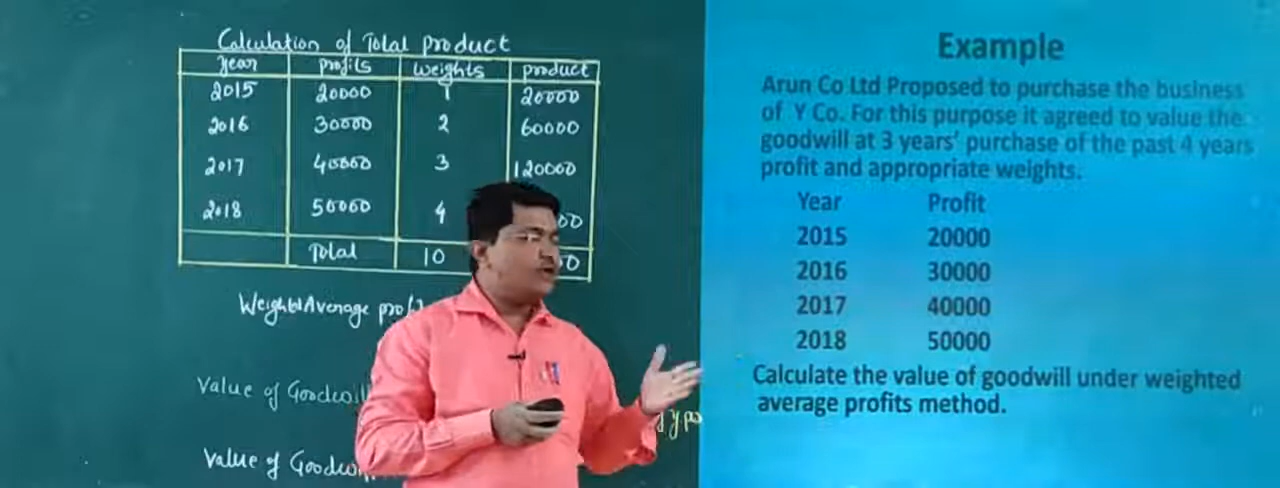 Calculation of Total product
Year profits weights product
2015 20000 1 20000
2016 30000 2 60000
2017 40000 3 120000
2018 50000 4 00
Total 10 0
Weighted Average
Value of
Value of
Example
Arun Co Ltd Proposed to purchase the business
of Y Co. For this purpose it agreed to value the
goodwill at 3 years' purchase of the past 4 years
profit and appropriate weights.
Year Profit
2015 20000
2016 30000
2017 40000
2018 50000
Calculate the value of goodwill under weighted
average profits method.